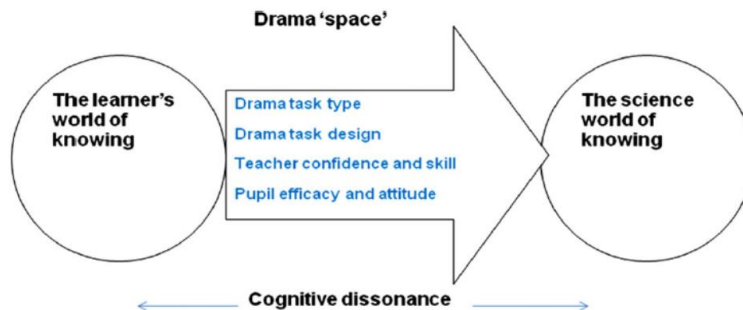 Drama ‘space’
The learner’s
world of
knowing
Drama task type
Drama task design
Teacher confidence and skill
Pupil efficacy and attitude
The science
world of
knowing
Cognitive dissonance